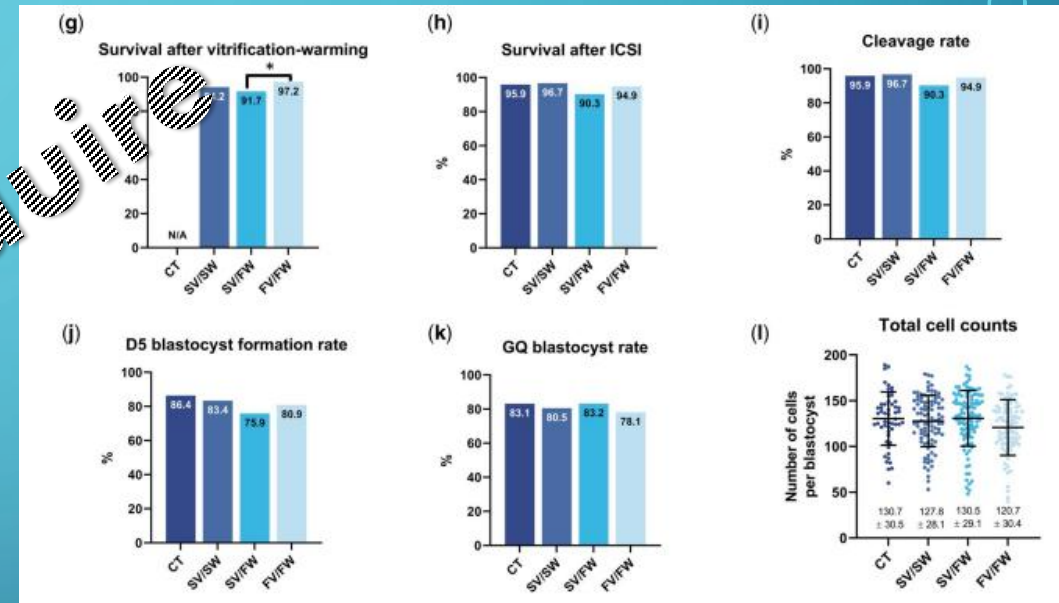 (g)
Survival after vitrification-warming
*
100
80
60
40
20
0
%
N/A
91.7
97.2
CT
SV/SW
SV/FW
FV/FW
(h)
Survival after ICSI
100
80
60
40
20
0
%
95.9
96.7
90.3
94.9
CT
SV/SW
SV/FW
FV/FW
(i)
Cleavage rate
100
80
60
40
20
0
%
95.9
96.7
90.3
94.9
CT
SV/SW
SV/FW
FV/FW
(j)
D5 blastocyst formation rate
100
80
60
40
20
0
%
86.4
83.4
75.9
80.9
CT
SV/SW
SV/FW
FV/FW
(k)
GQ blastocyst rate
100
80
60
40
20
0
%
83.1
80.5
83.2
78.1
CT
SV/SW
SV/FW
FV/FW
(l)
Total cell counts
Number of cells
per blastocyst
200
150
100
50
0
130.7 127.8 130.5 120.7
± 30.5 ± 28.1 ± 29.1 ± 30.4
CT
SV/SW
SV/FW
FV/FW